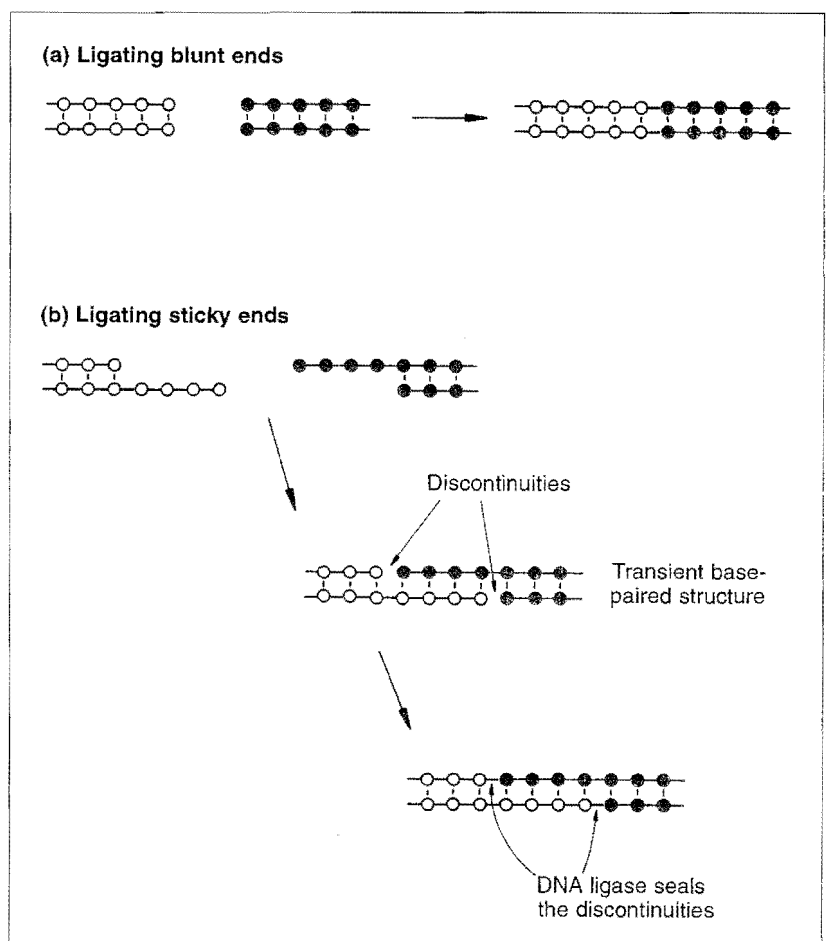 (a) Ligating blunt ends
(b) Ligating sticky ends
Discontinuities
Transient base-
paired structure
DNA ligase seals
the discontinuities